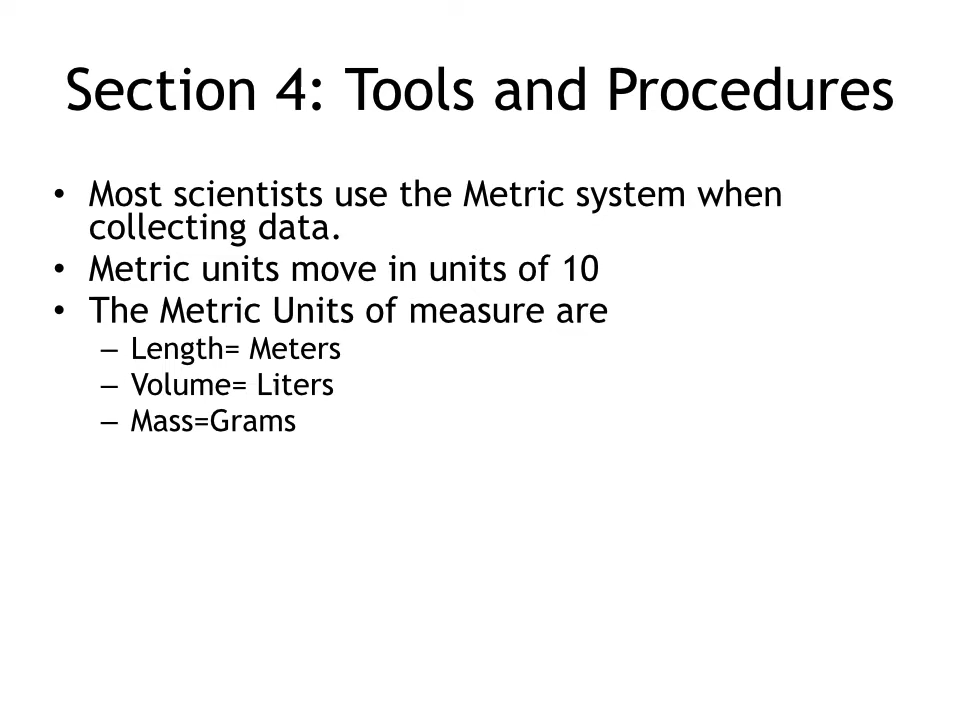 Section 4: Tools and Procedures
• Most scientists use the Metric system when
collecting data.
• Metric units move in units of 10
• The Metric Units of measure are
– Length= Meters
– Volume= Liters
– Mass=Grams